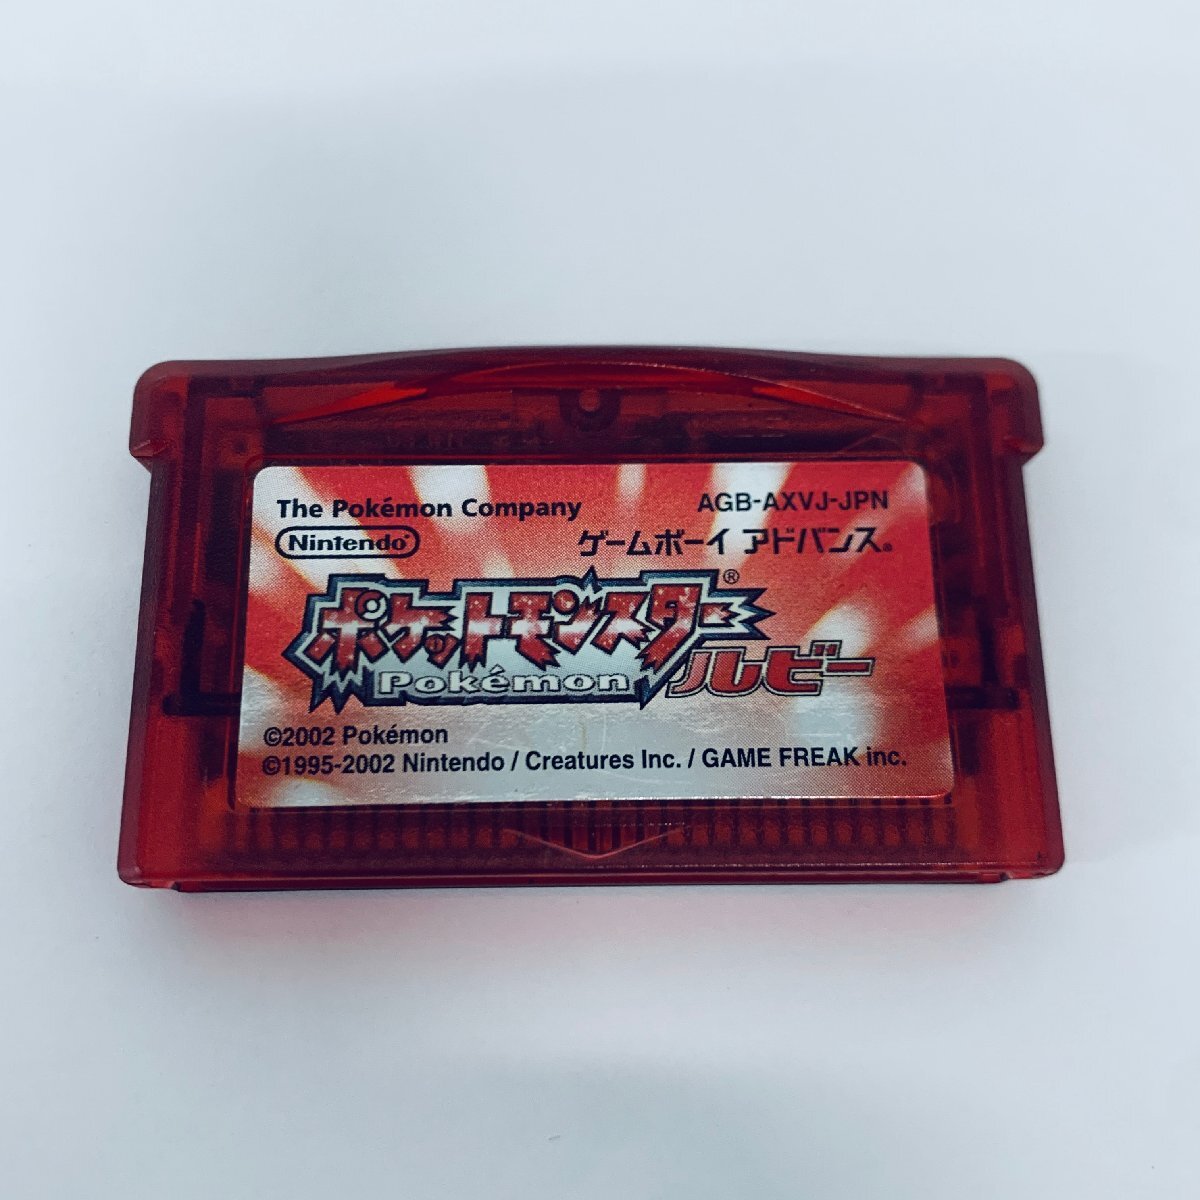 The Pokémon Company
AGB-AXVJ-JPN
Nintendo®
ゲームボーイ アドバンス®
ポケットモンスター®
Pokémon
ルビー
©2002 Pokémon
©1995-2002 Nintendo / Creatures Inc. / GAME FREAK inc.